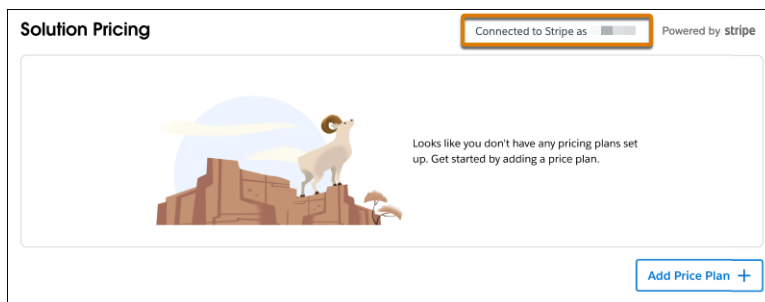 Solution Pricing
Connected to Stripe as
Powered by stripe
Looks like you don't have any pricing plans set
up. Get started by adding a price plan.
Add Price Plan +